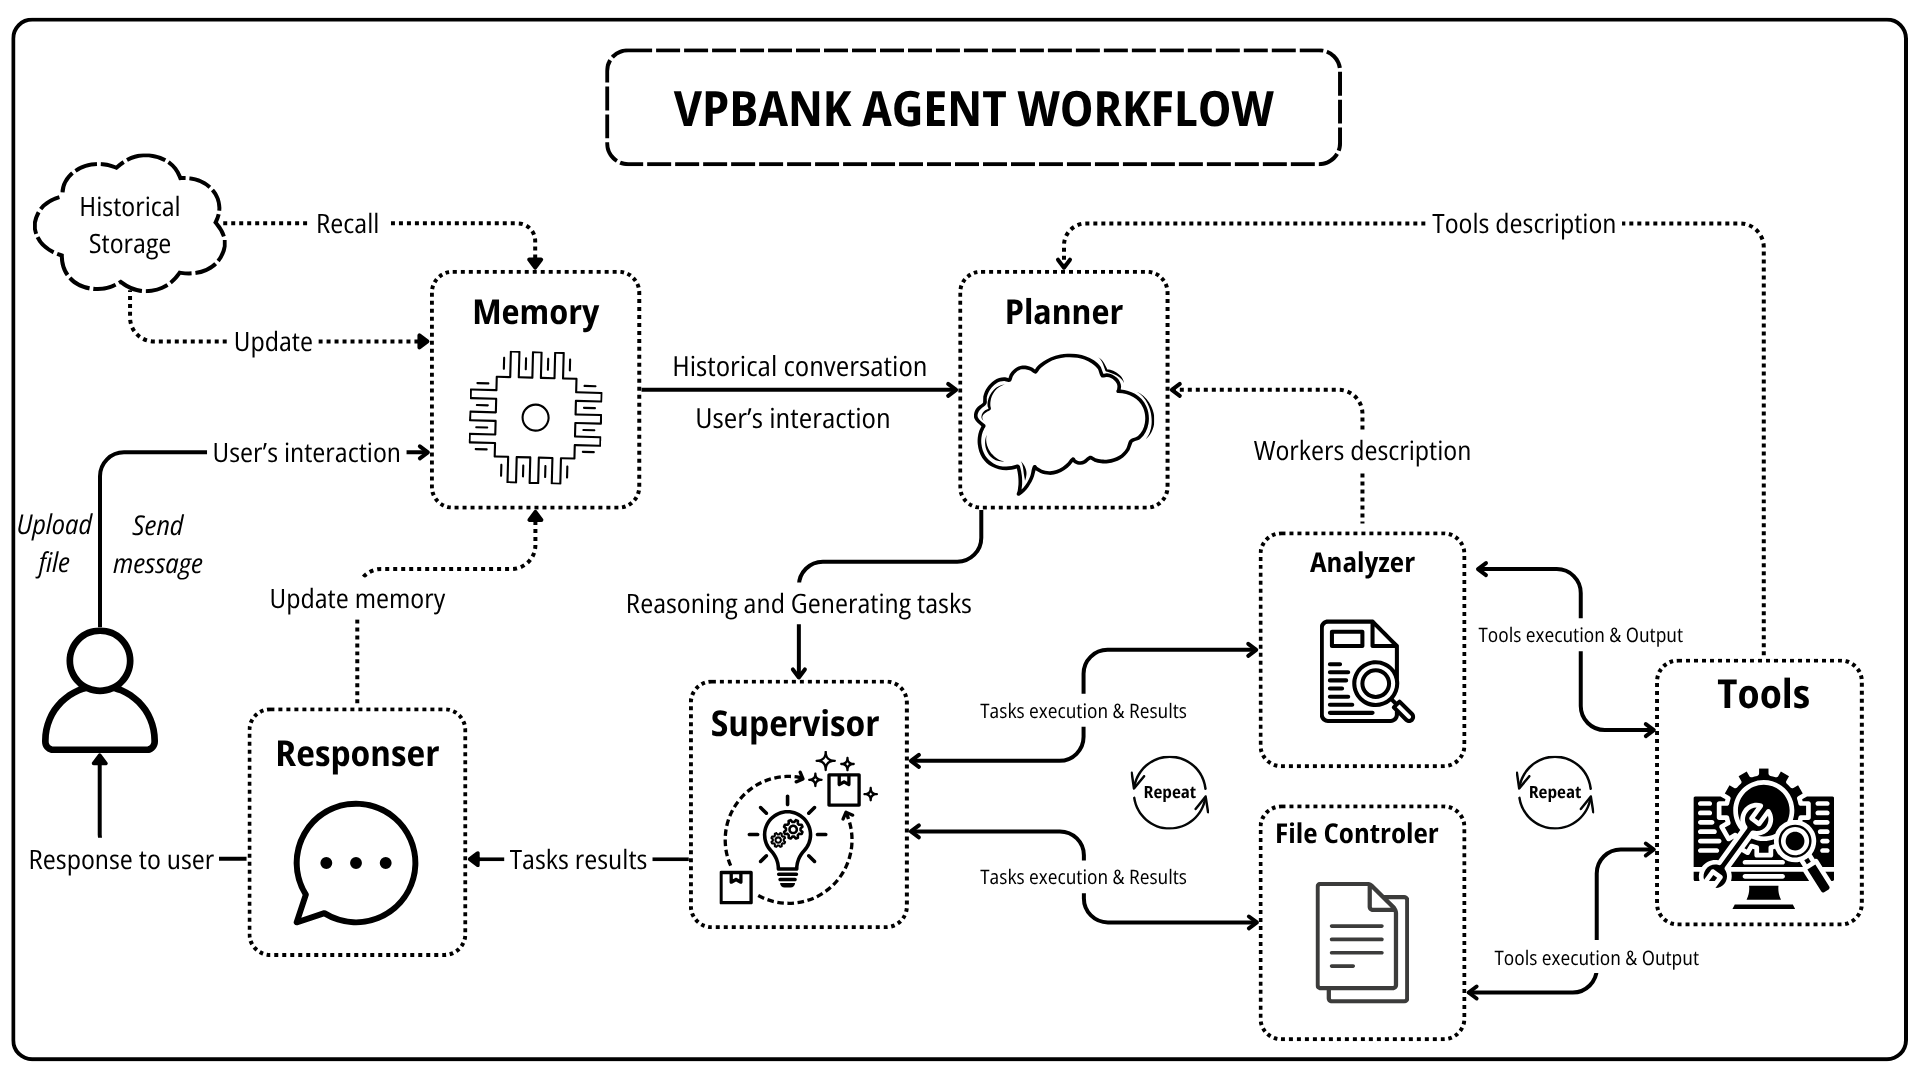 VPBANK AGENT WORKFLOW
Historical
Storage
Recall
Tools description
Update
Memory
Planner
Historical conversation
User’s interaction
User’s interaction
Workers description
Upload
file
Send
message
Update memory
Reasoning and Generating tasks
Analyzer
Tools execution & Output
Tools
Supervisor
Tasks execution & Results
Responser
Repeat
Repeat
File Controler
Response to user
Tasks results
Tasks execution & Results
Tools execution & Output